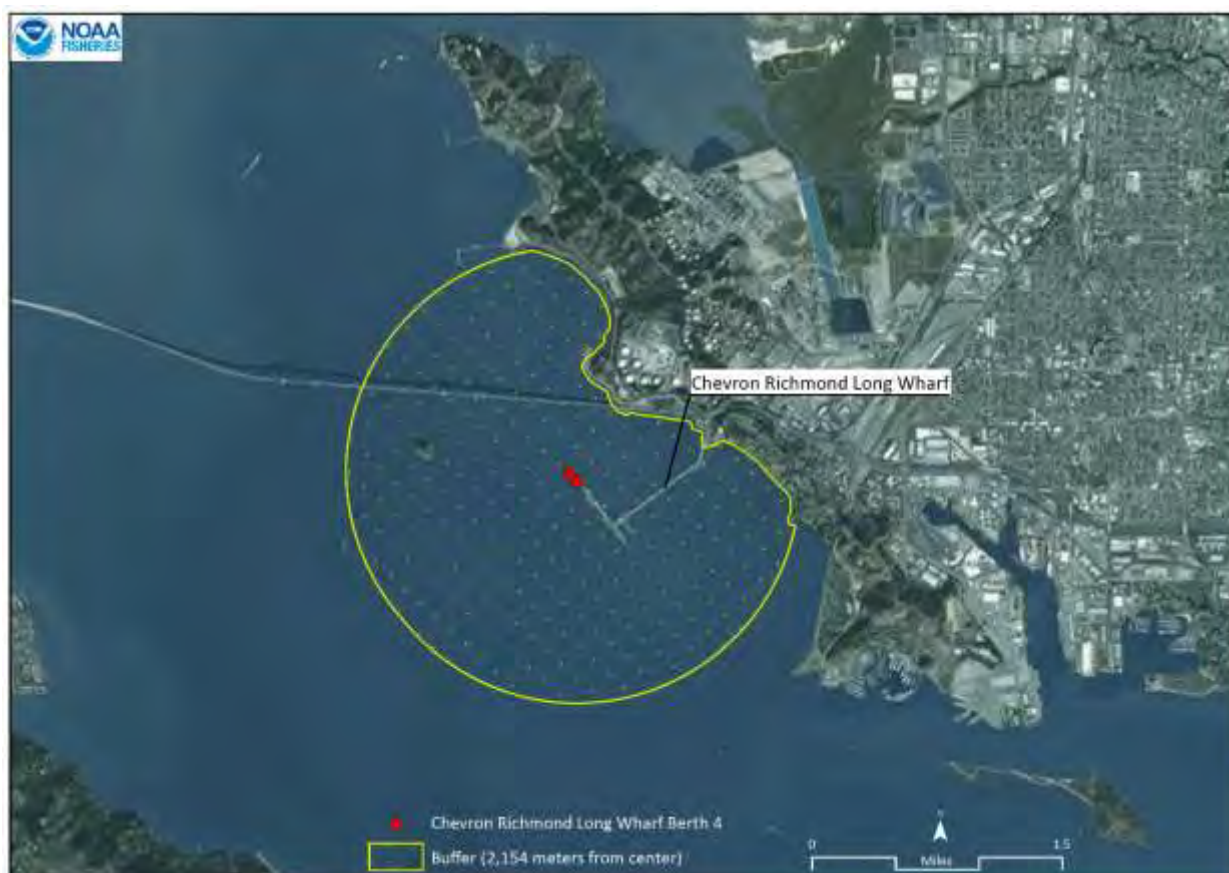 NOAA
FISHERIES
Chevron Richmond Long Wharf
Chevron Richmond Long Wharf Berth 4
Buffer (2,154 meters from center)
N
0
1.5
Miles